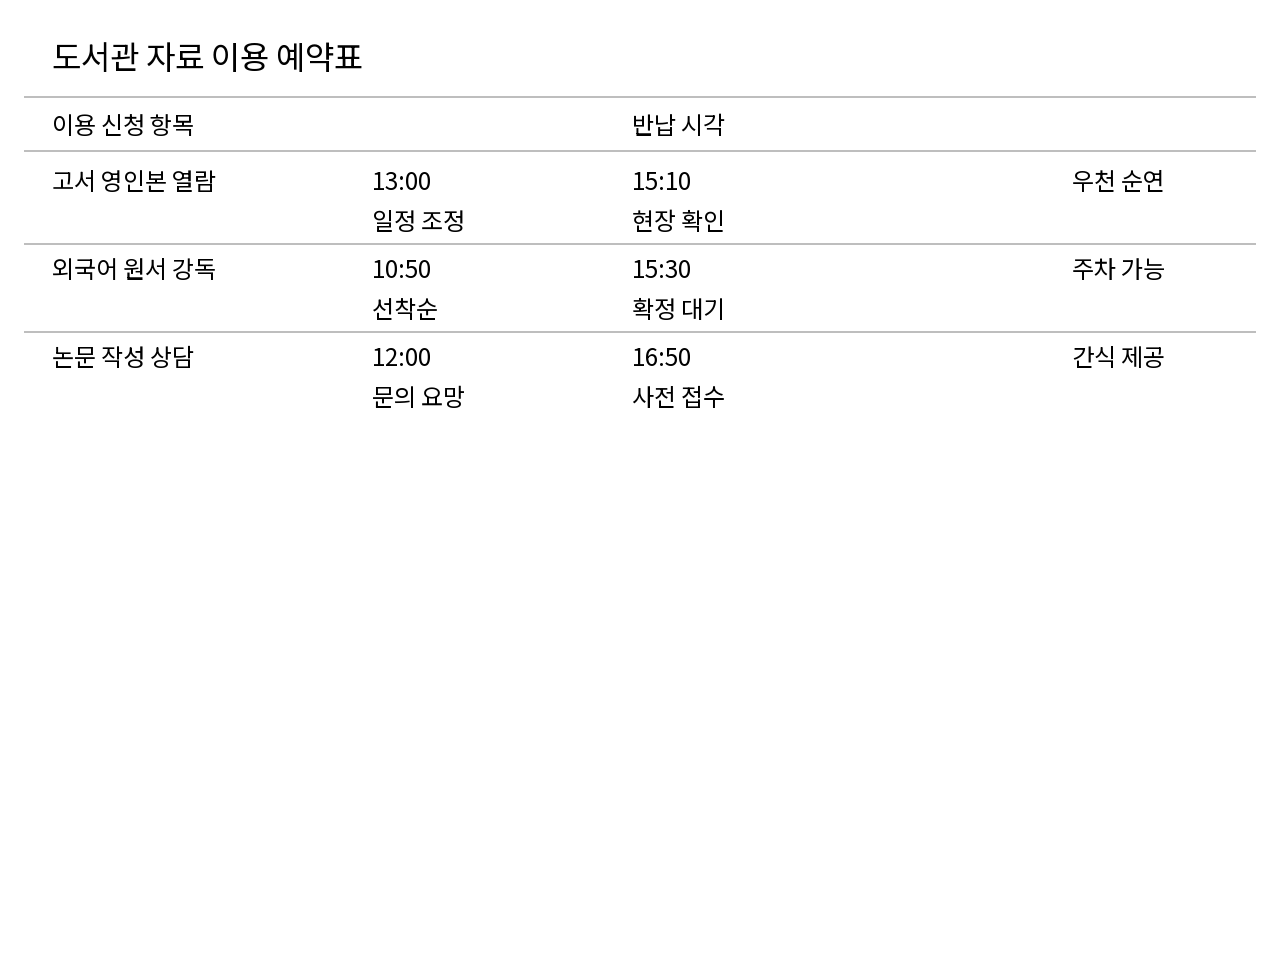 도서관 자료 이용 예약표
이용 신청 항목 반납 시각
고서 영인본 열람 13:00 15:10 우천 순연
일정 조정 현장 확인
외국어 원서 강독 10:50 15:30 주차 가능
선착순 확정 대기
논문 작성 상담 12:00 16:50 간식 제공
문의 요망 사전 접수